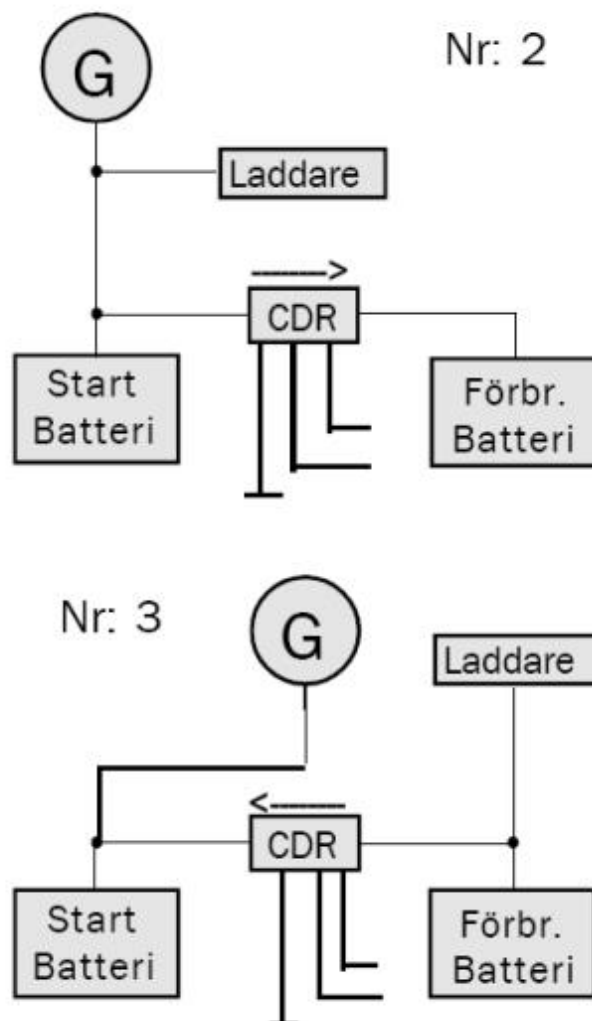 G
Nr: 2
Laddare
--------->
CDR
Start
Batteri
Förbr.
Batteri
Nr: 3
G
Laddare
<---------
CDR
Start
Batteri
Förbr.
Batteri